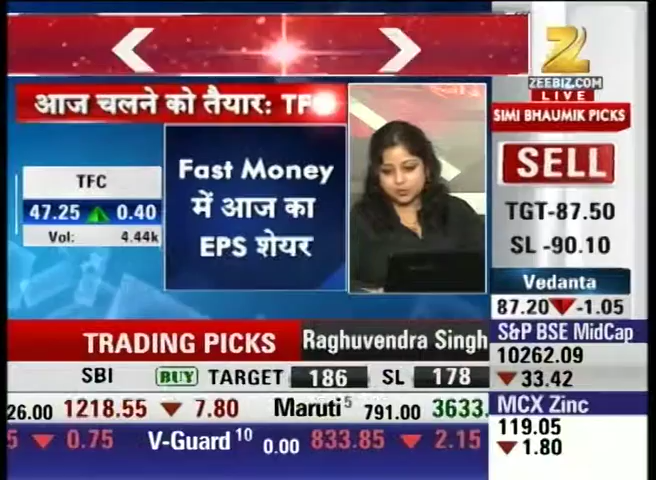 ZEEBIZ.COM
LIVE
आज चलने को तैयार: TFC
SIMI BHAUMIK PICKS
Fast Money
में आज का
EPS शेयर
TFC
47.25 0.40
Vol: 4.44k
SELL
TGT-87.50
SL -90.10
Vedanta
87.20 -1.05
TRADING PICKS
Raghuvendra Singh
SBI BUY TARGET 186 SL 178
S&P BSE MidCap
10262.09
33.42
26.00 1218.55 7.80 Maruti 5 791.00 3633.
MCX Zinc
119.05
1.80
5 0.75 V-Guard 10 0.00 833.85 2.15